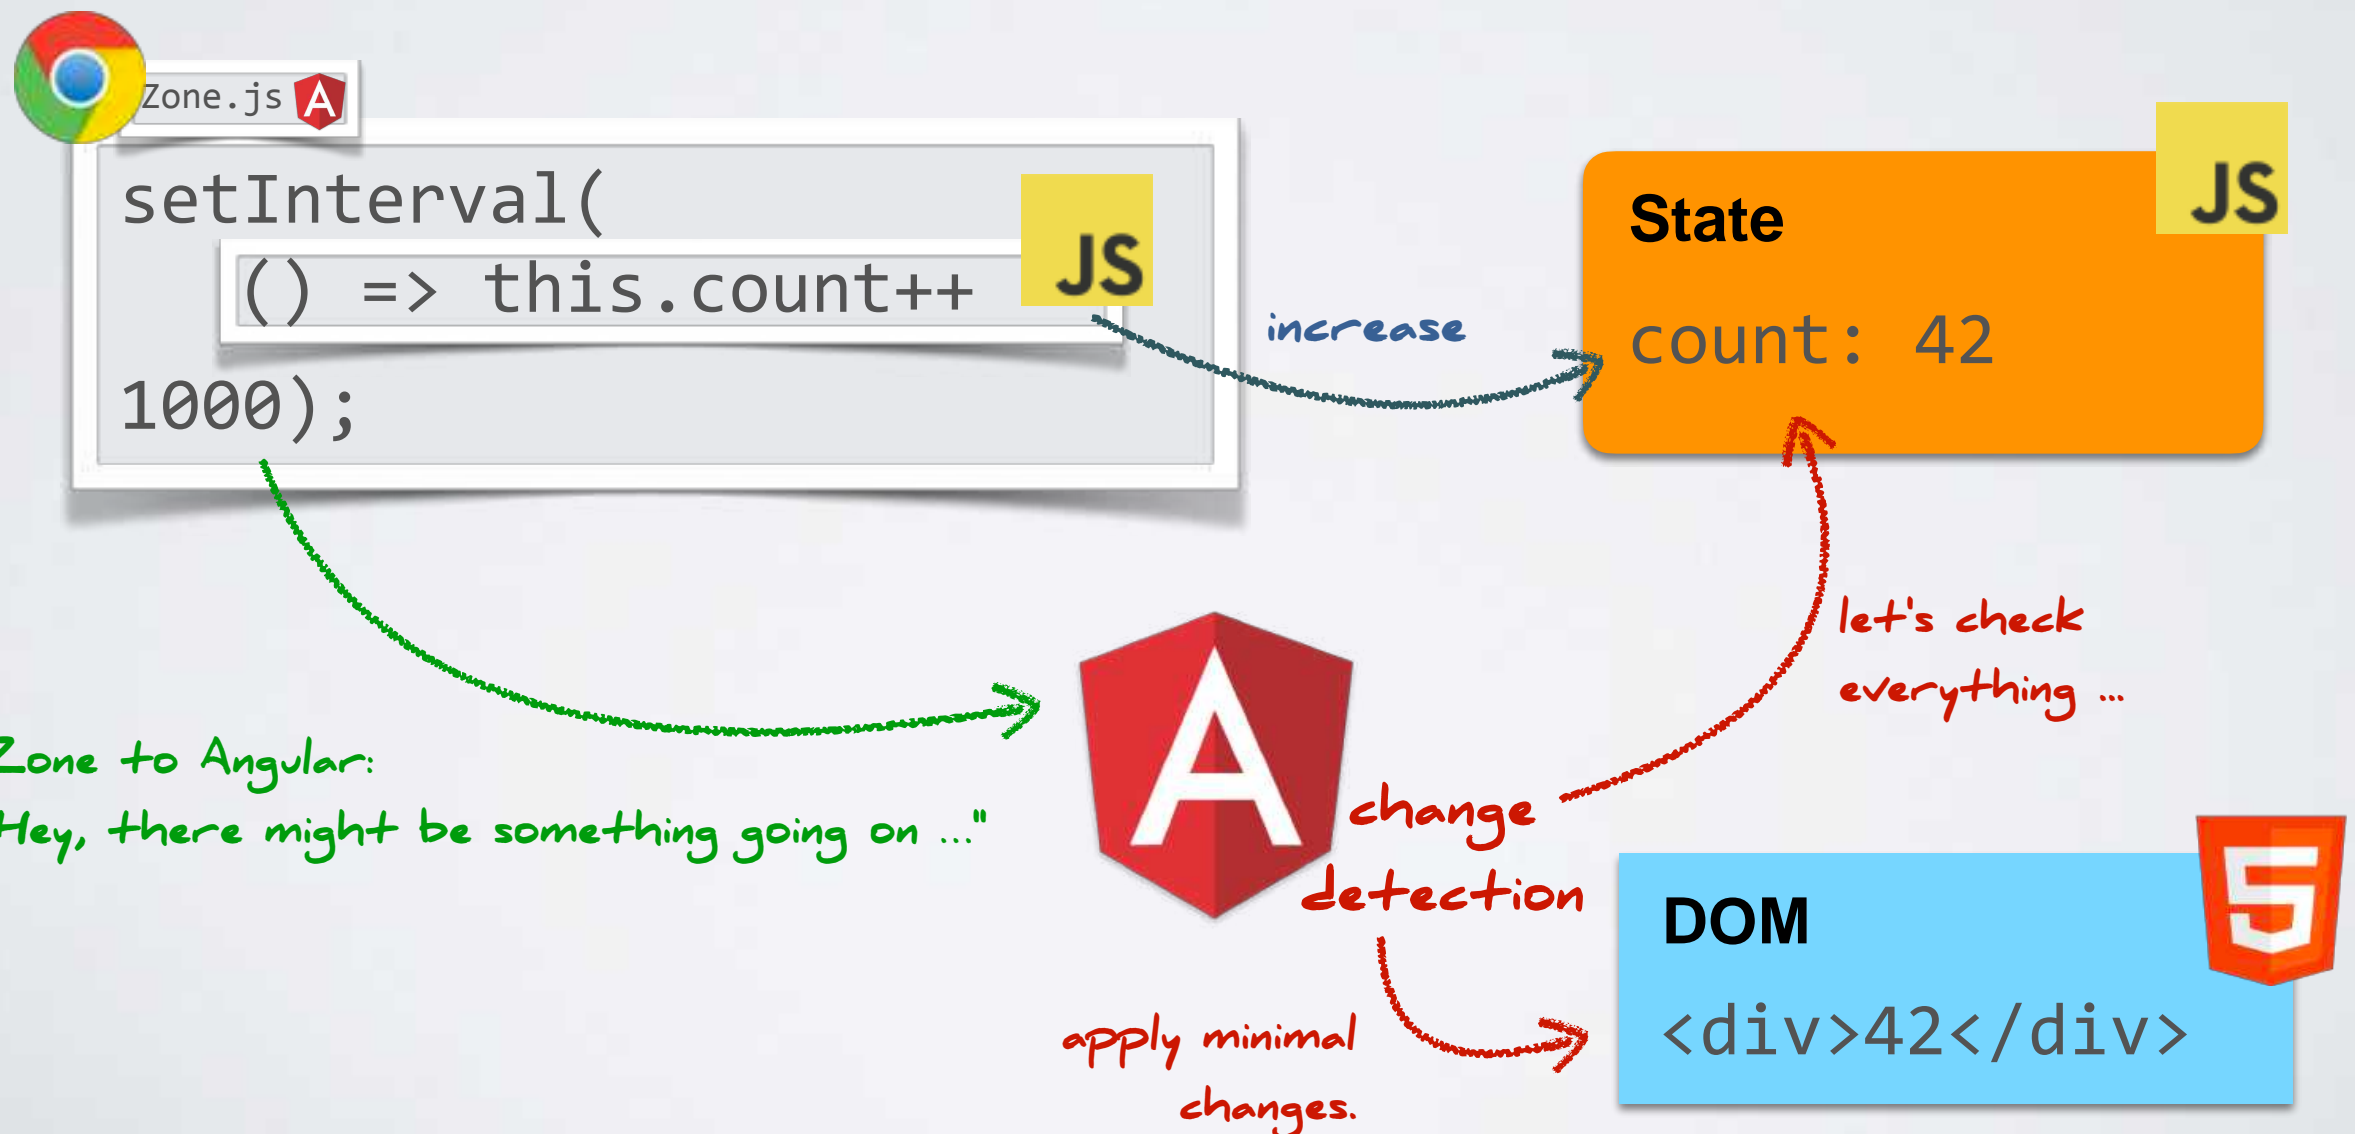 Zone.js
setInterval(
() => this.count++
1000);
JS
increase
State
JS
count: 42
let's check
everything ...
Zone to Angular:
Hey, there might be something going on ..."
A
change
detection
apply minimal
changes.
DOM
5
<div>42</div>